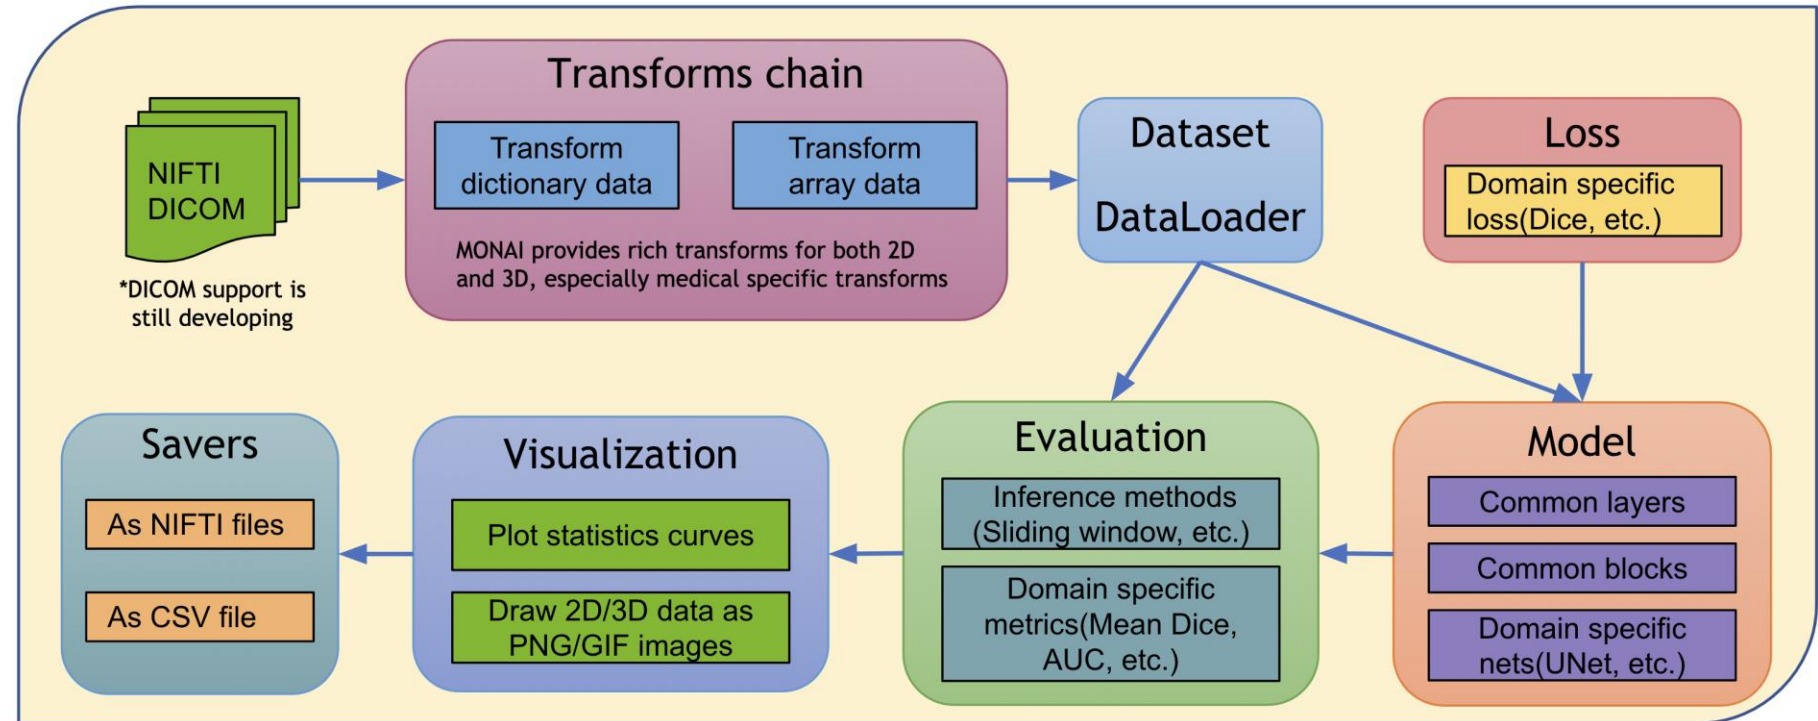 NIFTI
DICOM
*DICOM support is
still developing
Transforms chain
Transform
dictionary data
Transform
array data
MONAI provides rich transforms for both 2D
and 3D, especially medical specific transforms
Dataset
DataLoader
Loss
Domain specific
loss(Dice, etc.)
Savers
As NIFTI files
As CSV file
Visualization
Plot statistics curves
Draw 2D/3D data as
PNG/GIF images
Evaluation
Inference methods
(Sliding window, etc.)
Domain specific
metrics(Mean Dice,
AUC, etc.)
Model
Common layers
Common blocks
Domain specific
nets(UNet, etc.)